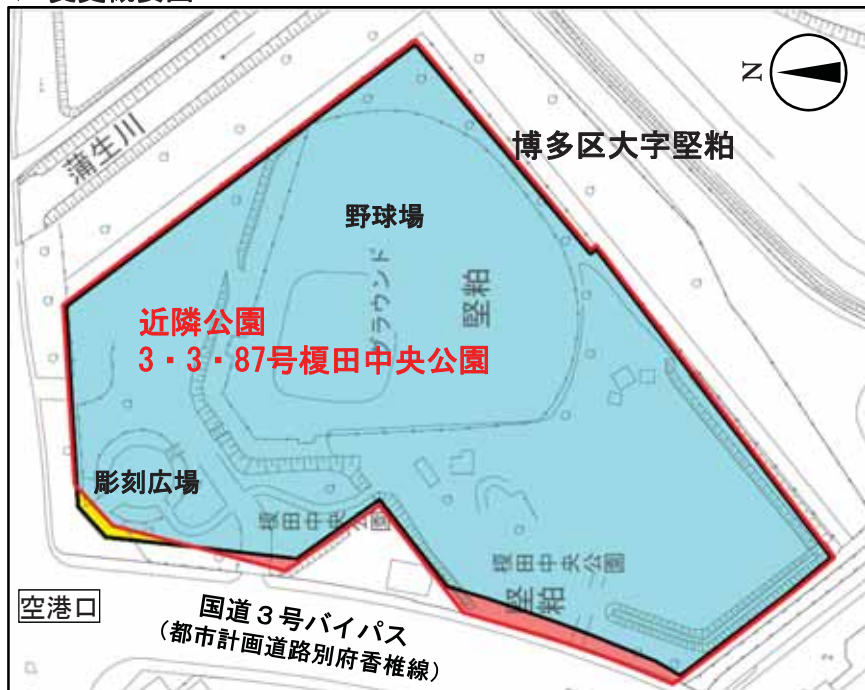 N
蒲生川
博多区大字堅粕
野球場
グラウンド
堅粕
近隣公園
3・3・87号榎田中央公園
彫刻広場
榎田中央公園
榎田中央公園
堅粕
空港口
国道3号バイパス
（都市計画道路別府香椎線）
2